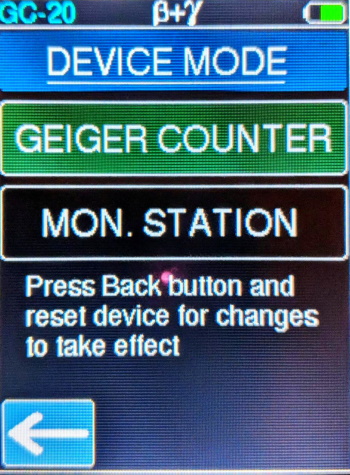 GC-20 β+γ
DEVICE MODE
GEIGER COUNTER
MON. STATION
Press Back button and
reset device for changes
to take effect